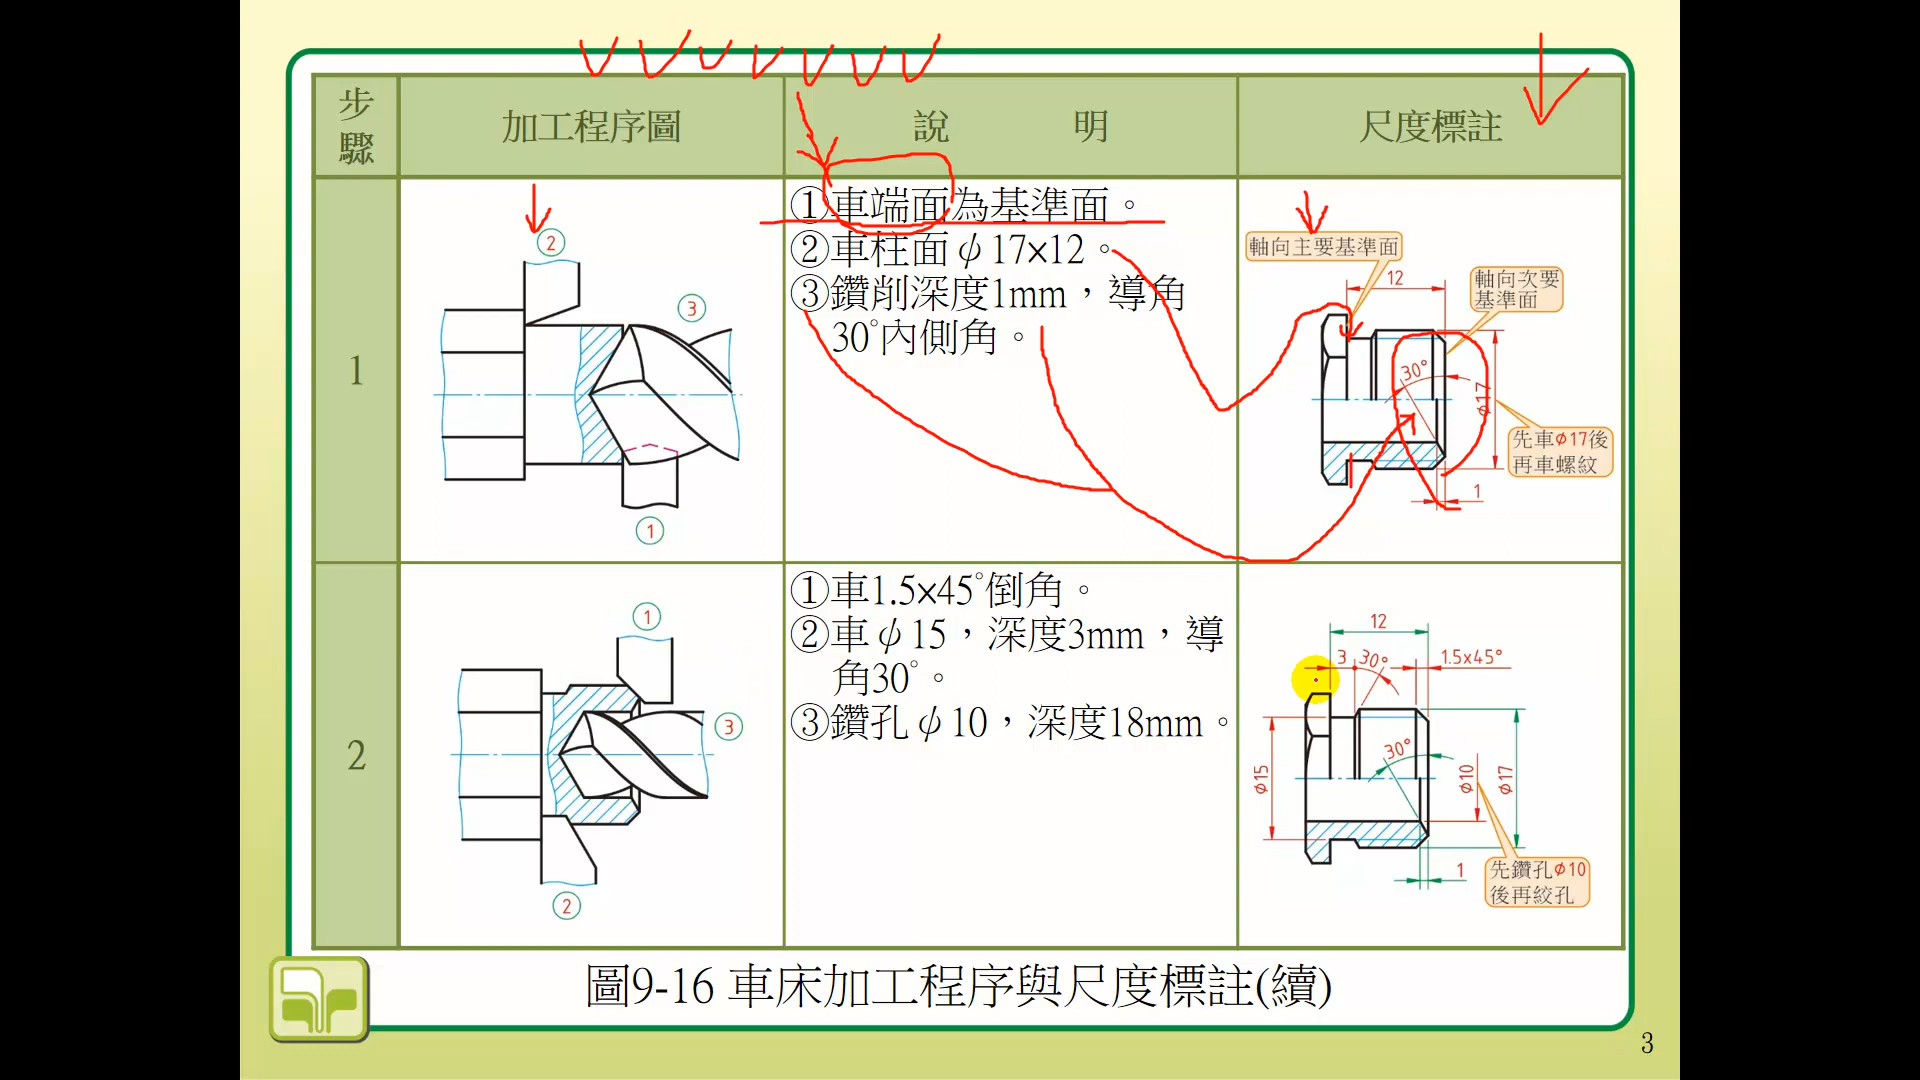 步驟
加工程序圖
說 明
尺度標註
1
②
③
①
①車端面為基準面。
②車柱面φ17×12。
③鑽削深度1mm，導角
30°內側角。
軸向主要基準面
12
軸向次要
基準面
30°
φ17
先車φ17後
再車螺紋
1
2
①
③
②
①車1.5×45°倒角。
②車φ15，深度3mm，導
角30°。
③鑽孔φ10，深度18mm。
12
3
30°
1.5x45°
φ15
30°
φ10
φ17
1
先鑽孔φ10
後再絞孔
圖9-16 車床加工程序與尺度標註(續)
3